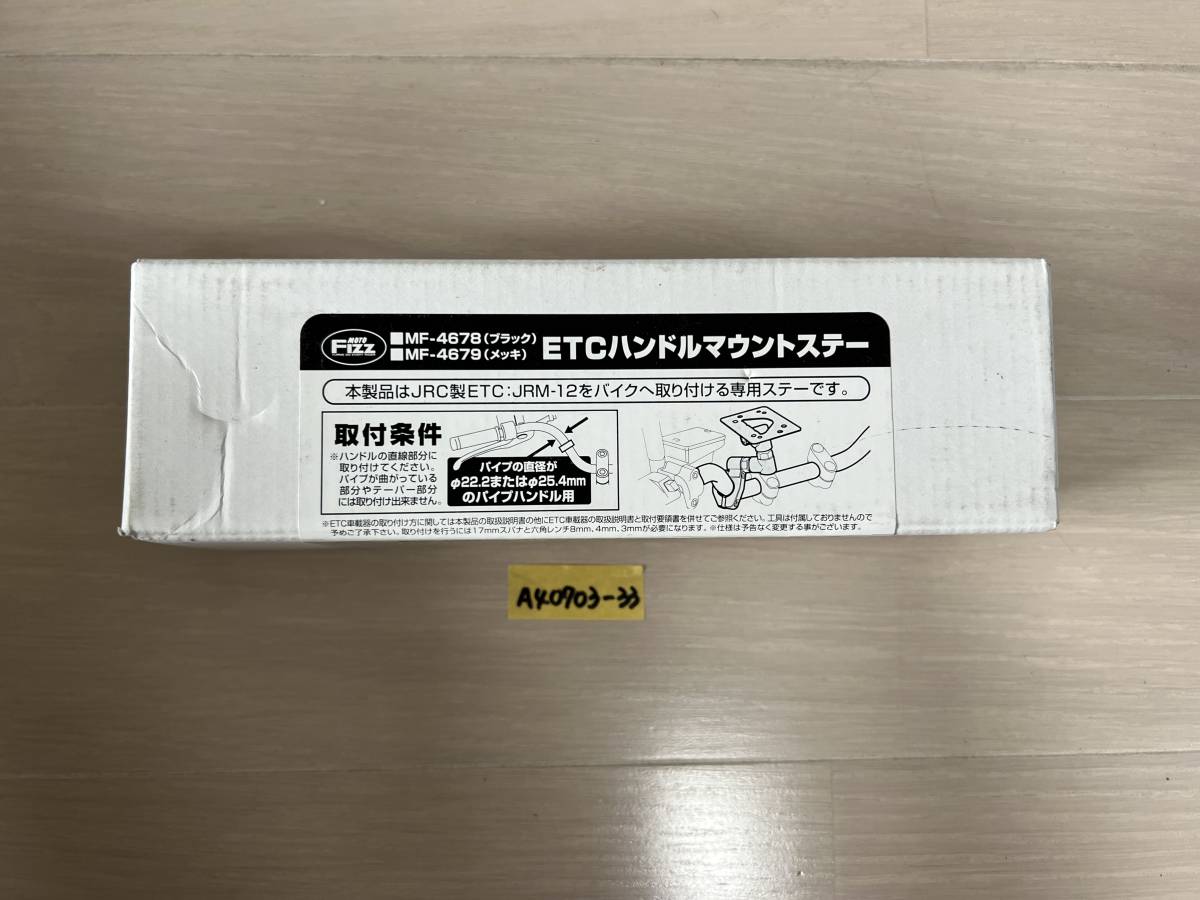 MOTO
Fizz
■MF-4678(ブラック)
■MF-4679(メッキ)
ETCハンドルマウントステー
本製品はJRC製ETC:JRM-12をバイクへ取り付ける専用ステーです。
取付条件
※ハンドルの直線部分に
取り付けてください。
パイプが曲がっている
部分やテーパー部分
には取り付け出来ません。
パイプの直径が
φ22.2またはφ25.4mm
のパイプハンドル用
※ETC車載器の取り付け方に関しては本製品の取扱説明書の他にETC車載器の取扱説明書と取付要領書を併せてご参照ください。工具は付属しておりませんので
予めご了承下さい。取り付けを行うには17mmスパナと六角レンチ8mm、4mm、3mmが必要になります。※仕様は予告なく変更する事がございます。
A40703-33